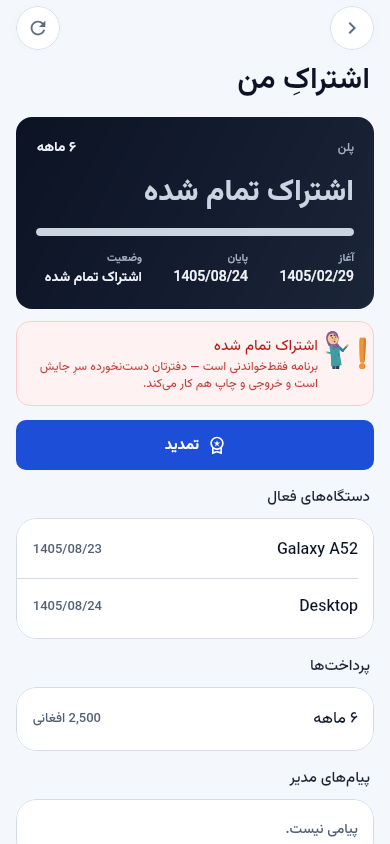 اشتراکِ من
پلن
۶ ماهه
اشتراک تمام شده
آغاز
پایان
وضعیت
1405/02/29
1405/08/24
اشتراک تمام شده
اشتراک تمام شده
برنامه فقط‌خواندنی است — دفترتان دست‌نخورده سرِ جایش
است و خروجی و چاپ هم کار می‌کند.
تمدید
دستگاه‌های فعال
Galaxy A52
1405/08/23
Desktop
1405/08/24
پرداخت‌ها
۶ ماهه
2,500 افغانی
پیام‌های مدیر
پیامی نیست.